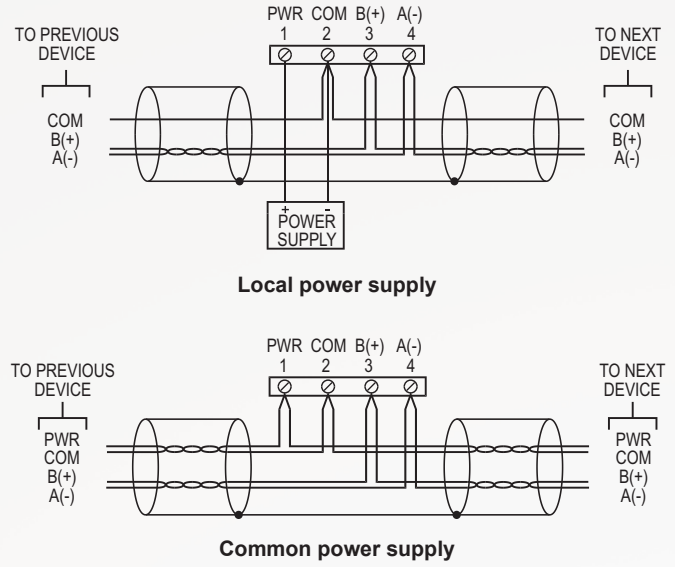 PWR COM B(+) A(-)
1 2 3 4
TO PREVIOUS
DEVICE
TO NEXT
DEVICE
COM
B(+)
A(-)
COM
B(+)
A(-)
+ -
POWER
SUPPLY
Local power supply
PWR COM B(+) A(-)
1 2 3 4
TO PREVIOUS
DEVICE
TO NEXT
DEVICE
PWR
COM
B(+)
A(-)
PWR
COM
B(+)
A(-)
Common power supply